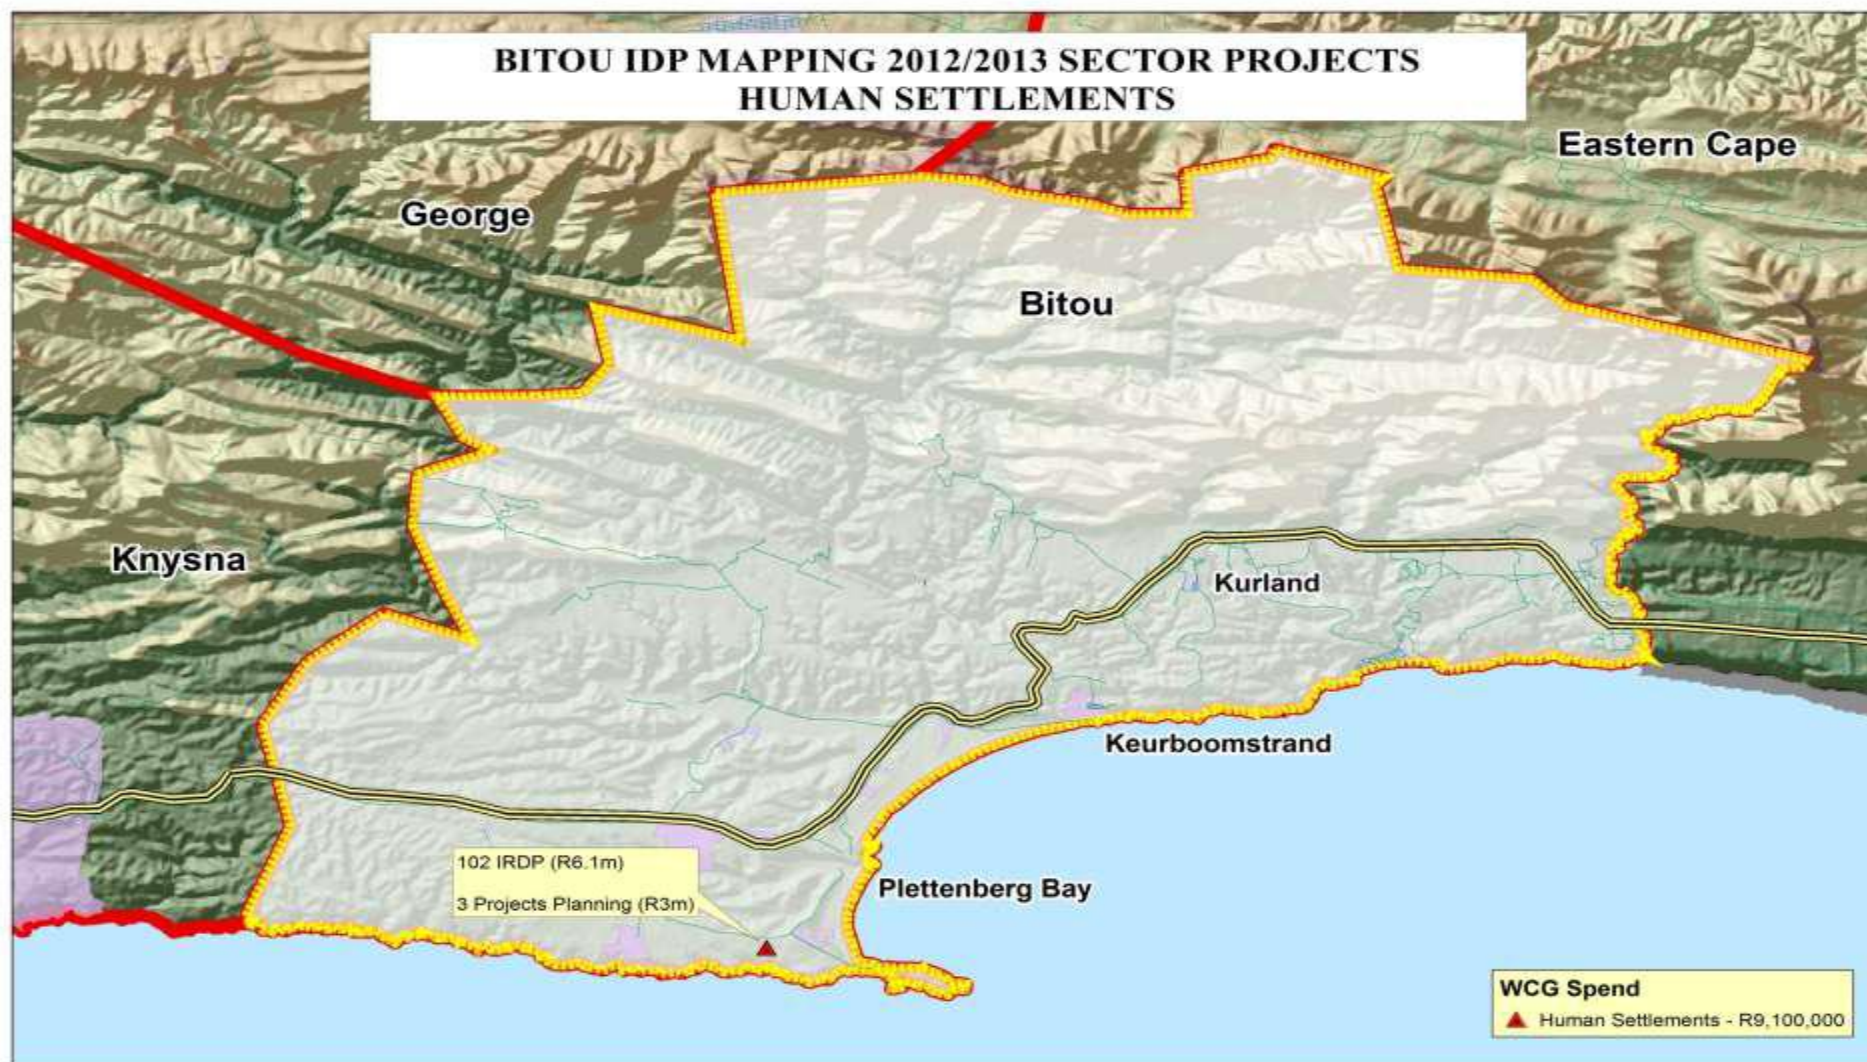 BITOU IDP MAPPING 2012/2013 SECTOR PROJECTS
HUMAN SETTLEMENTS
Eastern Cape
George
Bitou
Knysna
Kurland
Keurboomstrand
102 IRDP (R6.1m)
3 Projects Planning (R3m)
Plettenberg Bay
WCG Spend
Human Settlements - R9,100,000